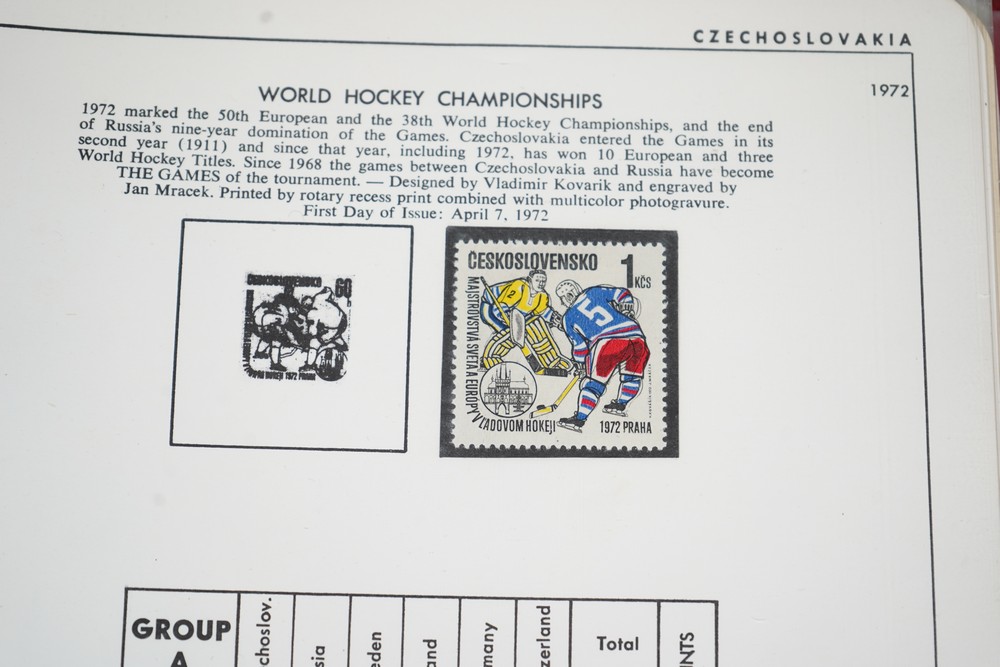 CZECHOSLOVAKIA
1972
WORLD HOCKEY CHAMPIONSHIPS
1972 marked the 50th European and the 38th World Hockey Championships, and the end
of Russia's nine-year domination of the Games. Czechoslovakia entered the Games in its
second year (1911) and since that year, including 1972, has won 10 European and three
World Hockey Titles. Since 1968 the games between Czechoslovakia and Russia have become
THE GAMES of the tournament. — Designed by Vladimir Kovarik and engraved by
Jan Mracek. Printed by rotary recess print combined with multicolor photogravure.
First Day of Issue: April 7, 1972
ČESKOSLOVENSKO
60
1972 PRAHA
ČESKOSLOVENSKO
1 KČS
MAJSTROVSTVÁ SVETA A EURÓPY V ĽADOVOM HOKEJI
1972 PRAHA
2
5
GROUP
A
choslov.
sia
eden
and
many
zerland
Total
NTS